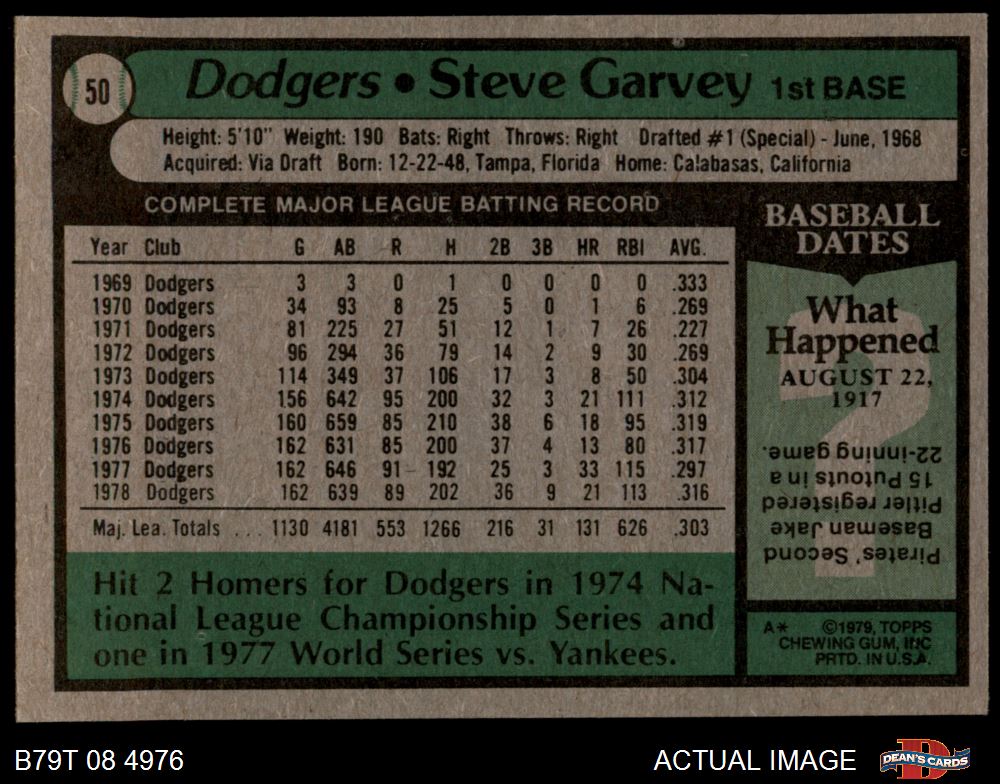 50
Dodgers • Steve Garvey 1st BASE
Height: 5'10" Weight: 190 Bats: Right Throws: Right Drafted #1 (Special) - June, 1968
Acquired: Via Draft Born: 12-22-48, Tampa, Florida Home: Calabasas, California
COMPLETE MAJOR LEAGUE BATTING RECORD
Year Club G AB R H 2B 3B HR RBI AVG.
1969 Dodgers 3 3 0 1 0 0 0 0 .333
1970 Dodgers 34 93 8 25 5 0 1 6 .269
1971 Dodgers 81 225 27 51 12 1 7 26 .227
1972 Dodgers 96 294 36 79 14 2 9 30 .269
1973 Dodgers 114 349 37 106 17 3 8 50 .304
1974 Dodgers 156 642 95 200 32 3 21 111 .312
1975 Dodgers 160 659 85 210 38 6 18 95 .319
1976 Dodgers 162 631 85 200 37 4 13 80 .317
1977 Dodgers 162 646 91 192 25 3 33 115 .297
1978 Dodgers 162 639 89 202 36 9 21 113 .316
Maj. Lea. Totals ... 1130 4181 553 1266 216 31 131 626 .303
Hit 2 Homers for Dodgers in 1974 Na-
tional League Championship Series and
one in 1977 World Series vs. Yankees.
BASEBALL
DATES
What
Happened
AUGUST 22,
1917
Pirates' Second
Baseman Jake
Pitler registered
15 Putouts in a
22-inning game.
A* ©1979, TOPPS
CHEWING GUM, INC
PRTD. IN U.S.A.
B79T 08 4976
ACTUAL IMAGE
D
DEAN'S CARDS